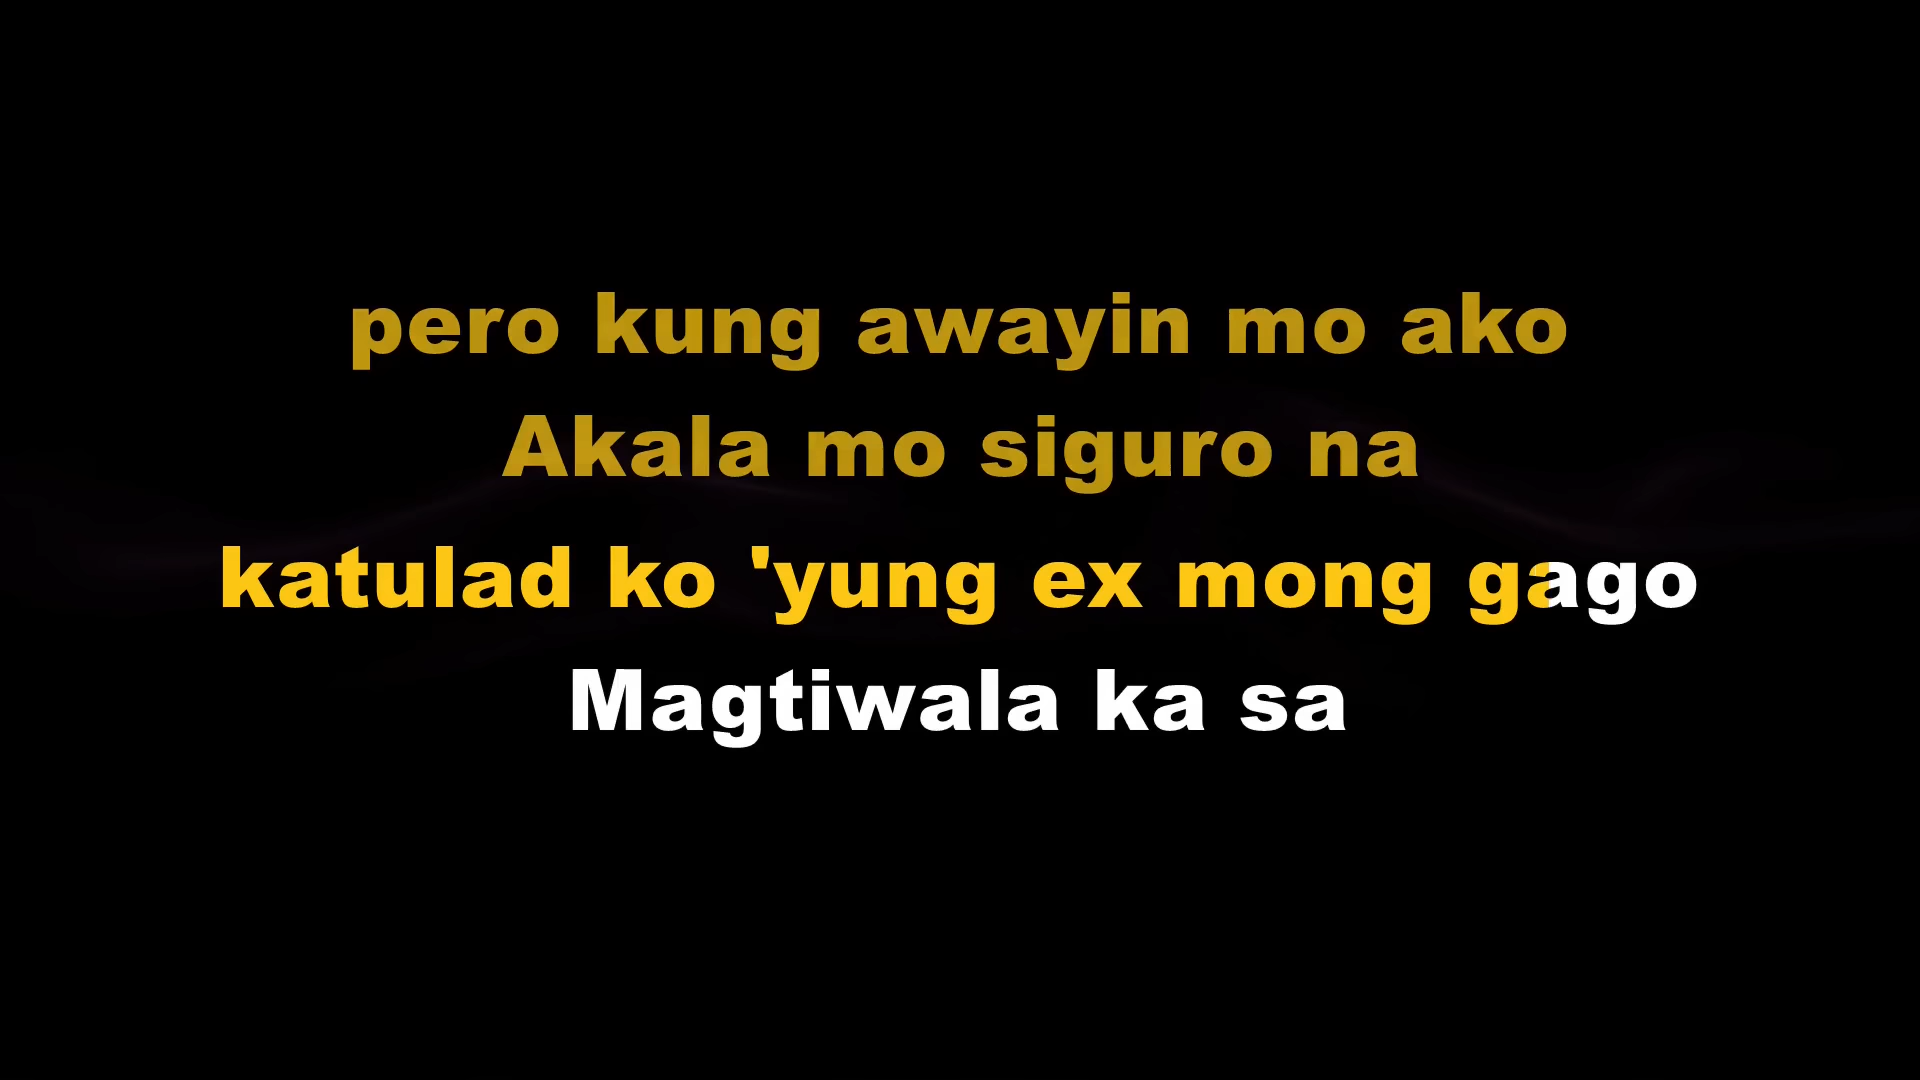 pero kung awayin mo ako
Akala mo siguro na
katulad ko 'yung ex mong gago
Magtiwala ka sa